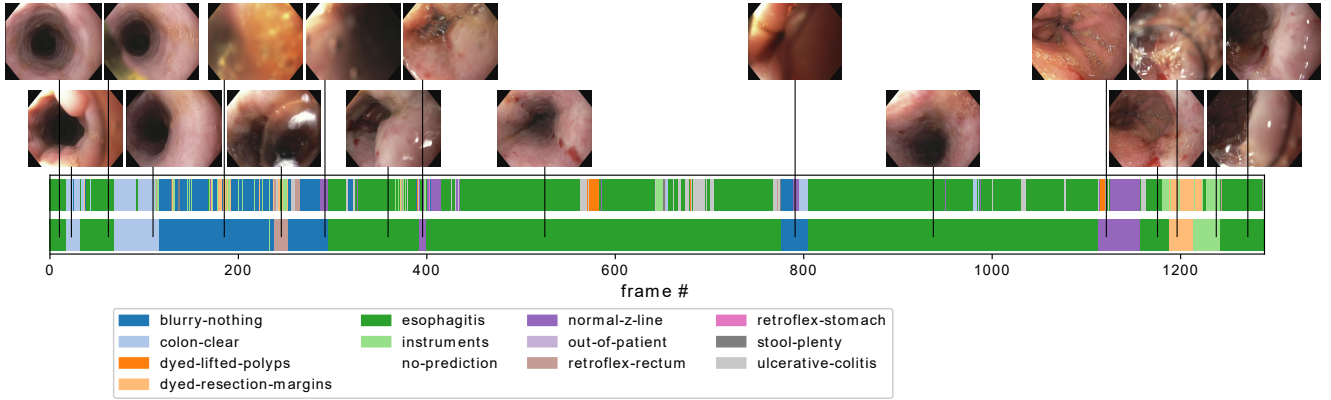 0 200 400 600 800 1000 1200
frame #
blurry-nothing esophagitis normal-z-line retroflex-stomach
colon-clear instruments out-of-patient stool-plenty
dyed-lifted-polyps no-prediction retroflex-rectum ulcerative-colitis
dyed-resection-margins